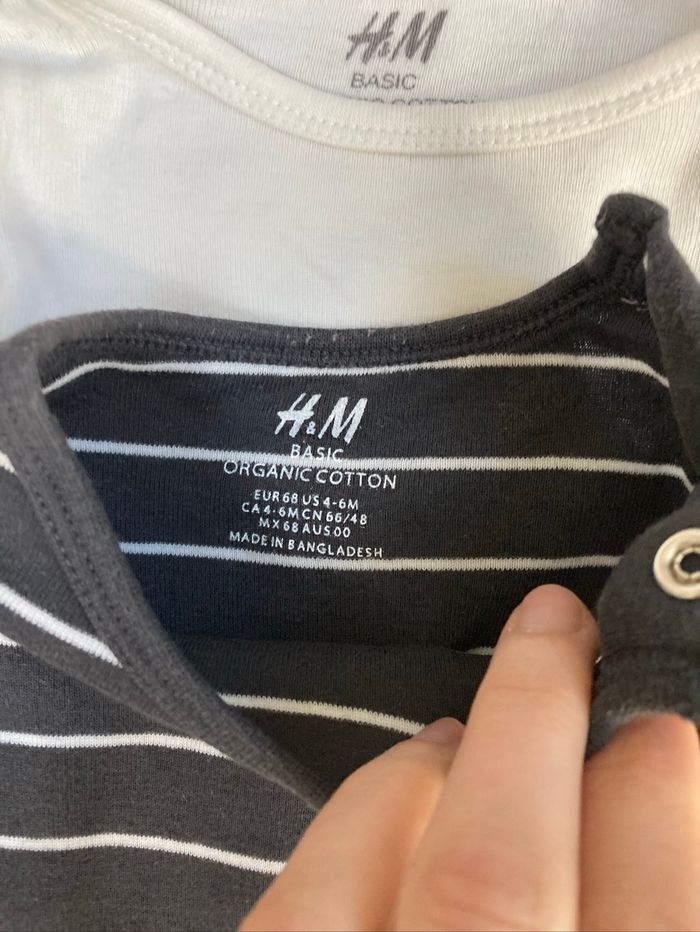 H&M
BASIC
COTTON
H&M
BASIC
ORGANIC COTTON
EUR 68 US 4-6M
CA 4-6M CN 66/48
MX 68 AUS 00
MADE IN BANGLADESH